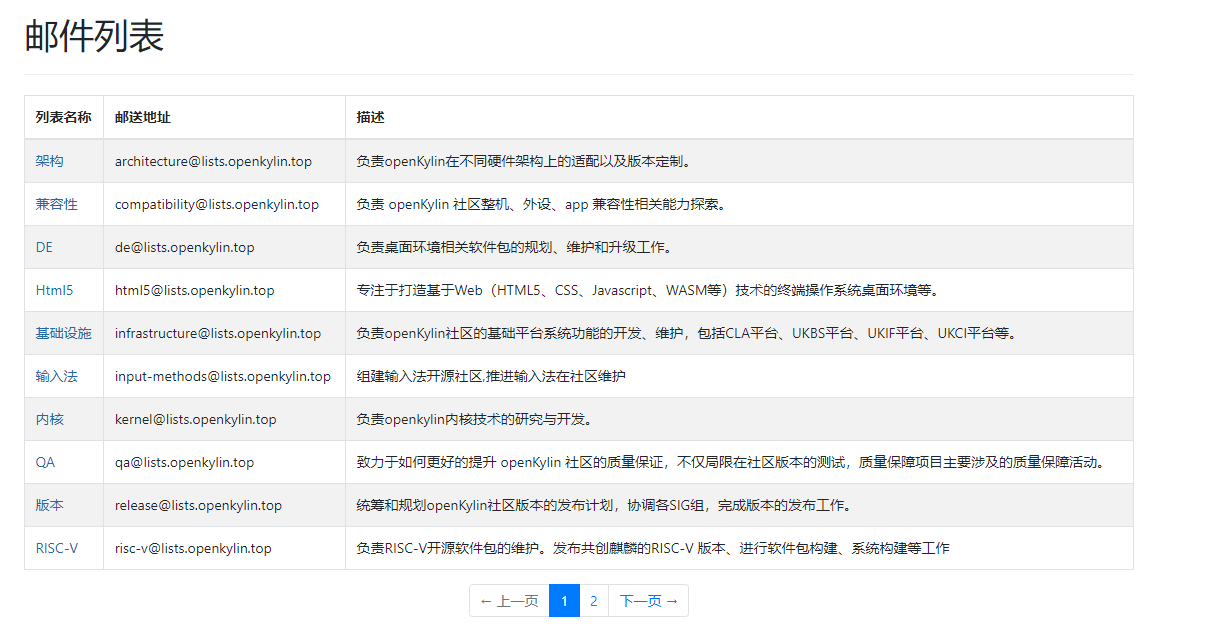 邮件列表
列表名称 邮送地址 描述
架构 architecture@lists.openkylin.top 负责openKylin在不同硬件架构上的适配以及版本定制。
兼容性 compatibility@lists.openkylin.top 负责 openKylin 社区整机、外设、app 兼容性相关能力探索。
DE de@lists.openkylin.top 负责桌面环境相关软件包的规划、维护和升级工作。
Html5 html5@lists.openkylin.top 专注于打造基于Web（HTML5、CSS、Javascript、WASM等）技术的终端操作系统桌面环境等。
基础设施 infrastructure@lists.openkylin.top 负责openKylin社区的基础平台系统功能的开发、维护，包括CLA平台、UKBS平台、UKIF平台、UKCI平台等。
输入法 input-methods@lists.openkylin.top 组建输入法开源社区,推进输入法在社区维护
内核 kernel@lists.openkylin.top 负责openkylin内核技术的研究与开发。
QA qa@lists.openkylin.top 致力于如何更好的提升 openKylin 社区的质量保证，不仅局限在社区版本的测试，质量保障项目主要涉及的质量保障活动。
版本 release@lists.openkylin.top 统筹和规划openKylin社区版本的发布计划，协调各SIG组，完成版本的发布工作。
RISC-V risc-v@lists.openkylin.top 负责RISC-V开源软件包的维护。发布共创麒麟的RISC-V 版本、进行软件包构建、系统构建等工作
← 上一页 1 2 下一页 →